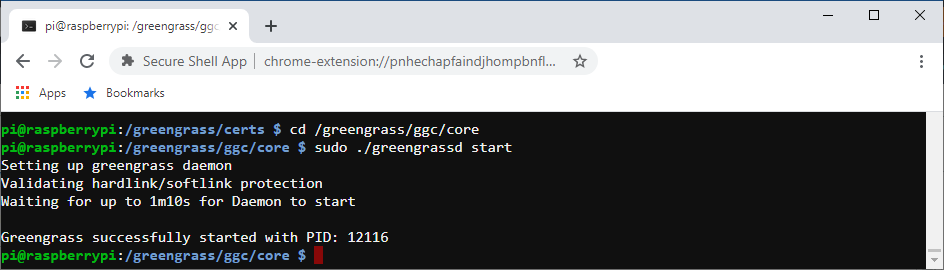 pi@raspberrypi: /greengrass/ggc
Secure Shell App | chrome-extension://pnhechapfaindjhompbnfl...
Apps Bookmarks
pi@raspberrypi:/greengrass/certs $ cd /greengrass/ggc/core
pi@raspberrypi:/greengrass/ggc/core $ sudo ./greengrassd start
Setting up greengrass daemon
Validating hardlink/softlink protection
Waiting for up to 1m10s for Daemon to start
Greengrass successfully started with PID: 12116
pi@raspberrypi:/greengrass/ggc/core $